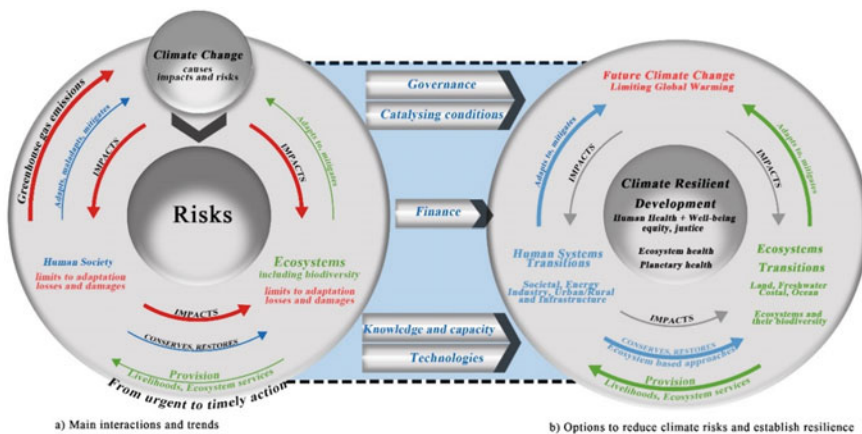 Climate Change
causes
impacts and risks
Greenhouse gas emissions
Adapts, maladapts, mitigates
IMPACTS
IMPACTS
Adapts to, mitigates
Risks
Human Society
limits to adaptation
losses and damages
Ecosystems
including biodiversity
limits to adaptation
losses and damages
IMPACTS
CONSERVES, RESTORES
Provision
Livelihoods, Ecosystem services
From urgent to timely action
a) Main interactions and trends
Governance
Catalysing conditions
Finance
Knowledge and capacity
Technologies
Future Climate Change
Limiting Global Warming
Adapts to, mitigates
IMPACTS
IMPACTS
Adapts to, mitigates
Climate Resilient
Development
Human Health + Well-being
equity, justice
Ecosystem health
Planetary health
Human Systems
Transitions
Societal, Energy
Industry, Urban/Rural
and Infrastructure
Ecosystems
Transitions
Land, Freshwater
Costal, Ocean
Ecosystems and
their biodiversity
IMPACTS
CONSERVES, RESTORES
Ecosystem based approaches
Provision
Livelihoods, Ecosystem services
b) Options to reduce climate risks and establish resilience